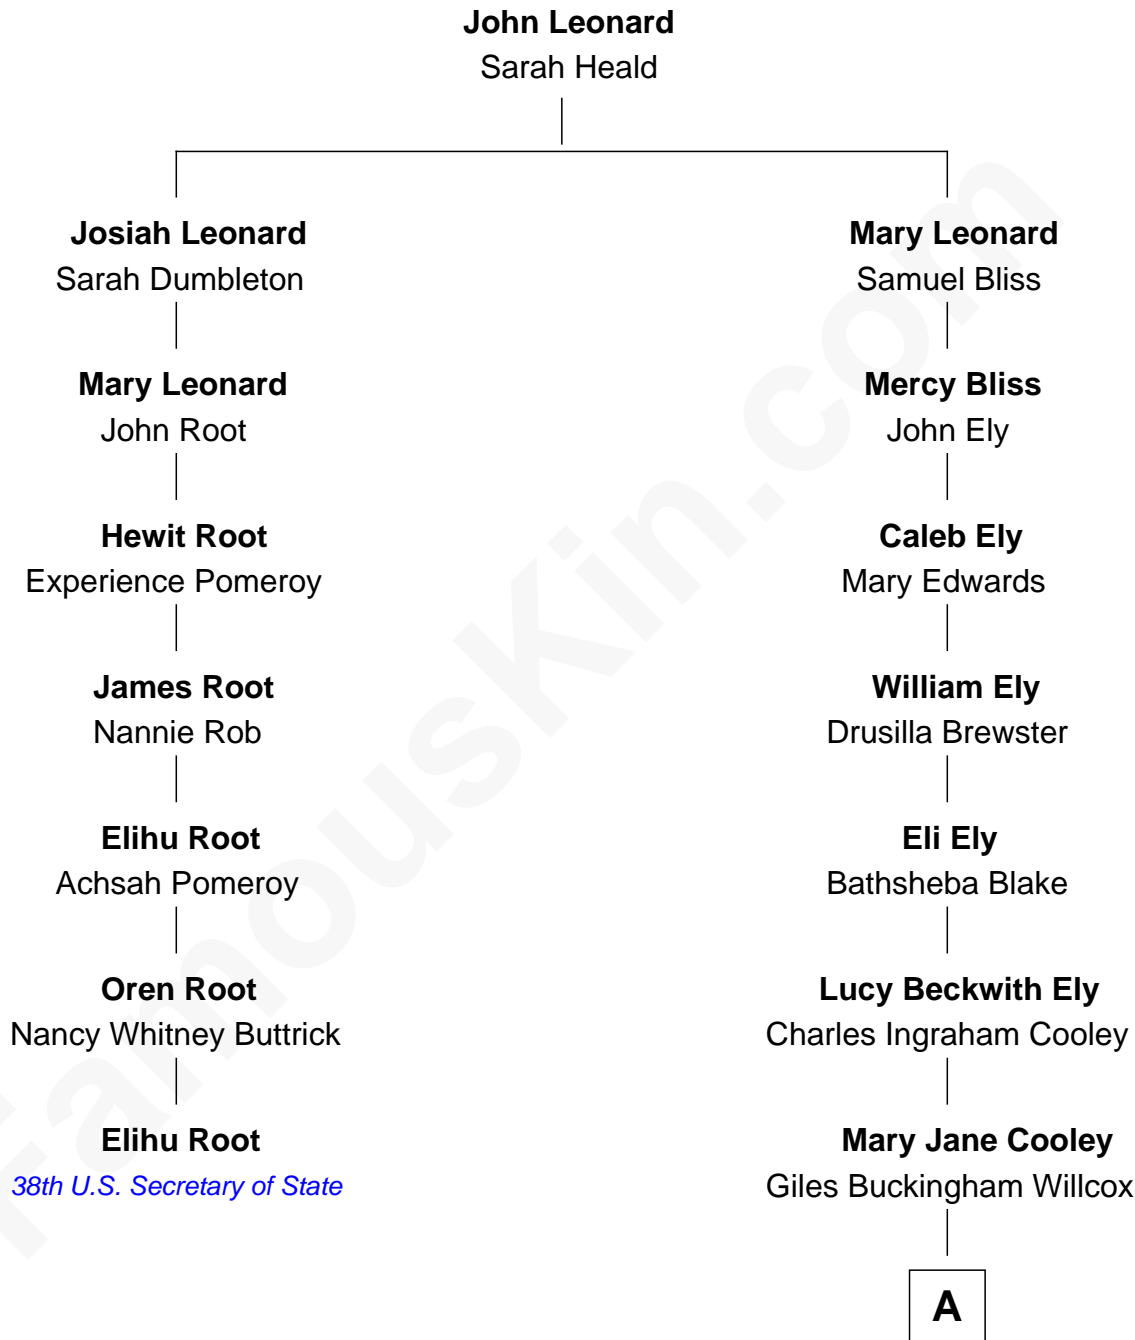 John Leonard
Sarah Heald
Josiah Leonard
Sarah Dumbleton
Mary Leonard
Samuel Bliss
Mary Leonard
John Root
Mercy Bliss
John Ely
Hewit Root
Experience Pomeroy
Caleb Ely
Mary Edwards
James Root
Nannie Rob
William Ely
Drusilla Brewster
Elihu Root
Achsah Pomeroy
Eli Ely
Bathsheba Blake
Oren Root
Nancy Whitney Buttrick
Lucy Beckwith Ely
Charles Ingraham Cooley
Elihu Root
38th U.S. Secretary of State
Mary Jane Cooley
Giles Buckingham Willcox
A
FamousKin.com